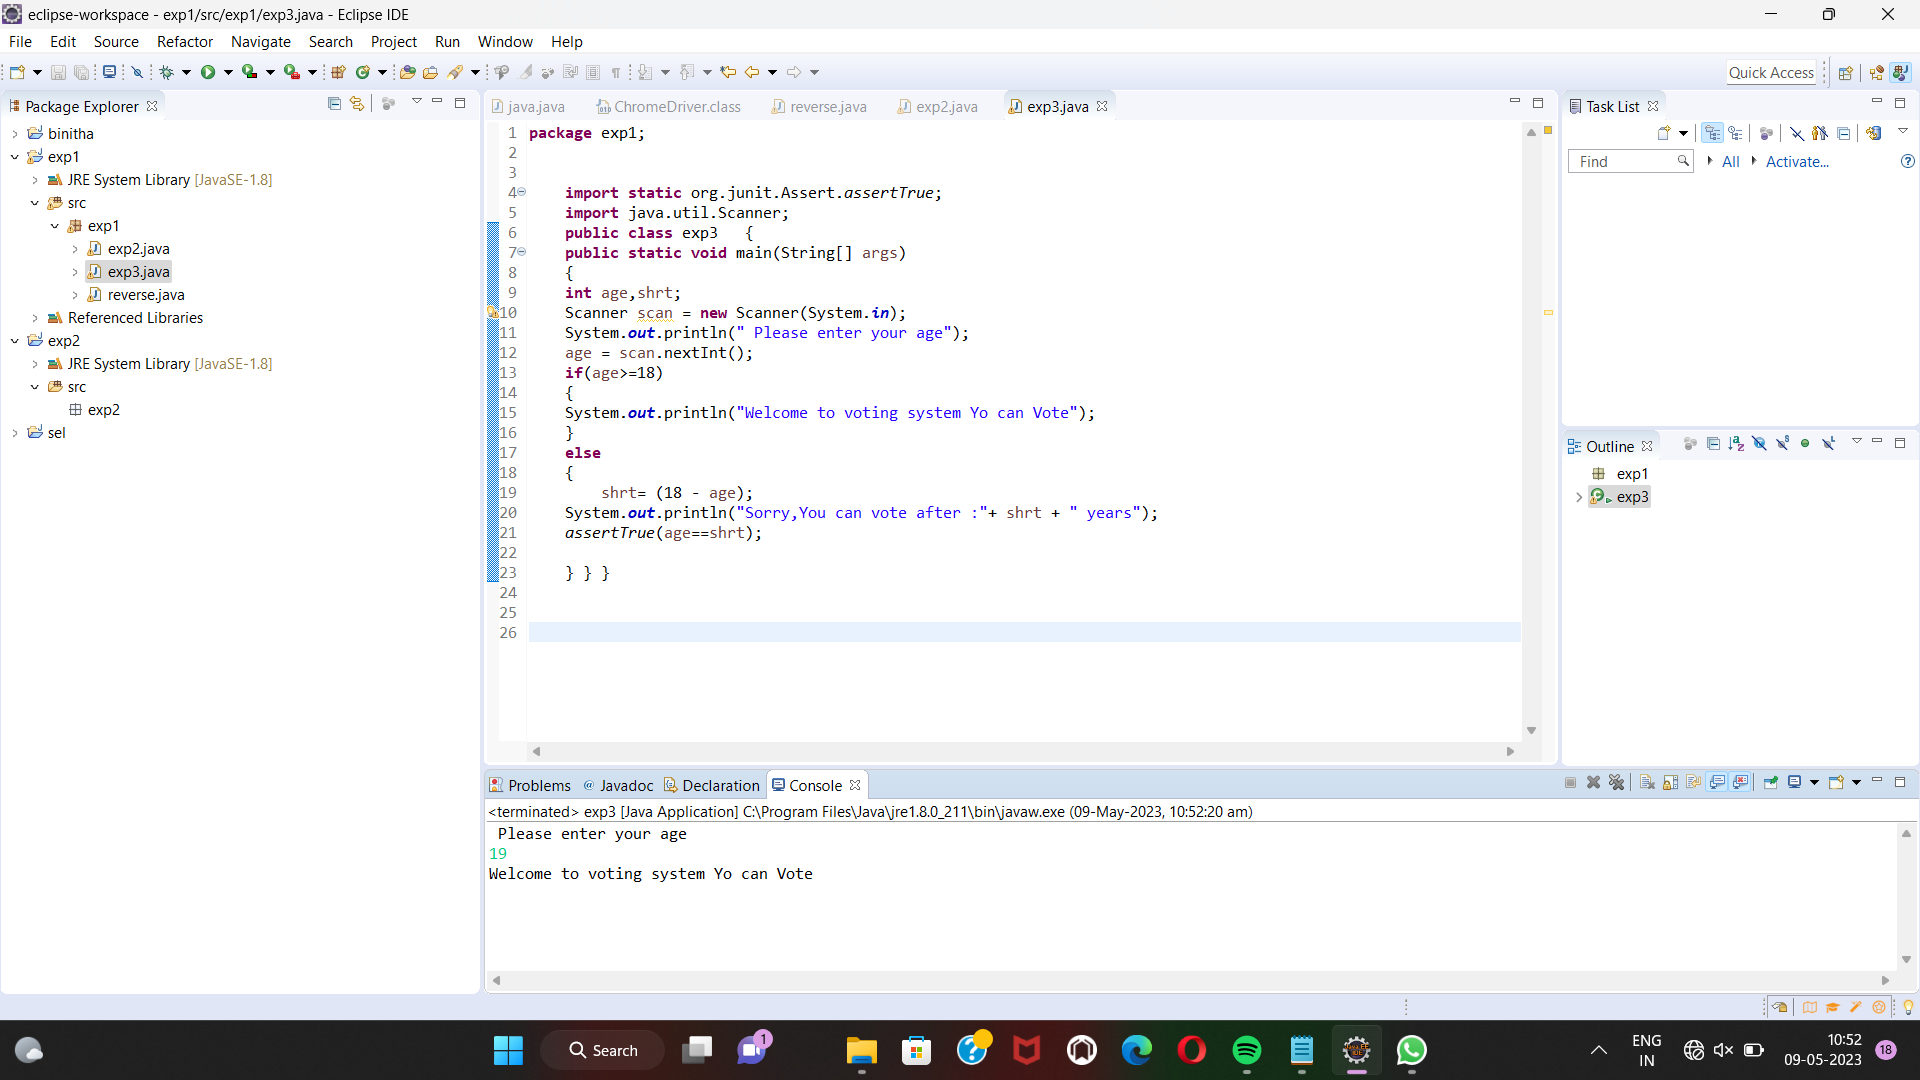 eclipse-workspace - exp1/src/exp1/exp3.java - Eclipse IDE
File Edit Source Refactor Navigate Search Project Run Window Help
Quick Access
Package Explorer
binitha
exp1
JRE System Library [JavaSE-1.8]
src
exp1
exp2.java
exp3.java
reverse.java
Referenced Libraries
exp2
JRE System Library [JavaSE-1.8]
src
exp2
sel
java.java ChromeDriver.class reverse.java exp2.java exp3.java
1 package exp1;
2
3
4 import static org.junit.Assert.assertTrue;
5 import java.util.Scanner;
6 public class exp3 {
7 public static void main(String[] args)
8 {
9 int age,shrt;
10 Scanner scan = new Scanner(System.in);
11 System.out.println(" Please enter your age");
12 age = scan.nextInt();
13 if(age>=18)
14 {
15 System.out.println("Welcome to voting system Yo can Vote");
16 }
17 else
18 {
19 shrt= (18 - age);
20 System.out.println("Sorry,You can vote after :"+ shrt + " years");
21 assertTrue(age==shrt);
22
23 } } }
24
25
26
Task List
Find All Activate...
Outline
exp1
exp3
Problems @ Javadoc Declaration Console
<terminated> exp3 [Java Application] C:\Program Files\Java\jre1.8.0_211\bin\javaw.exe (09-May-2023, 10:52:20 am)
Please enter your age
19
Welcome to voting system Yo can Vote
Search
1
ENG
IN
10:52
09-05-2023
18